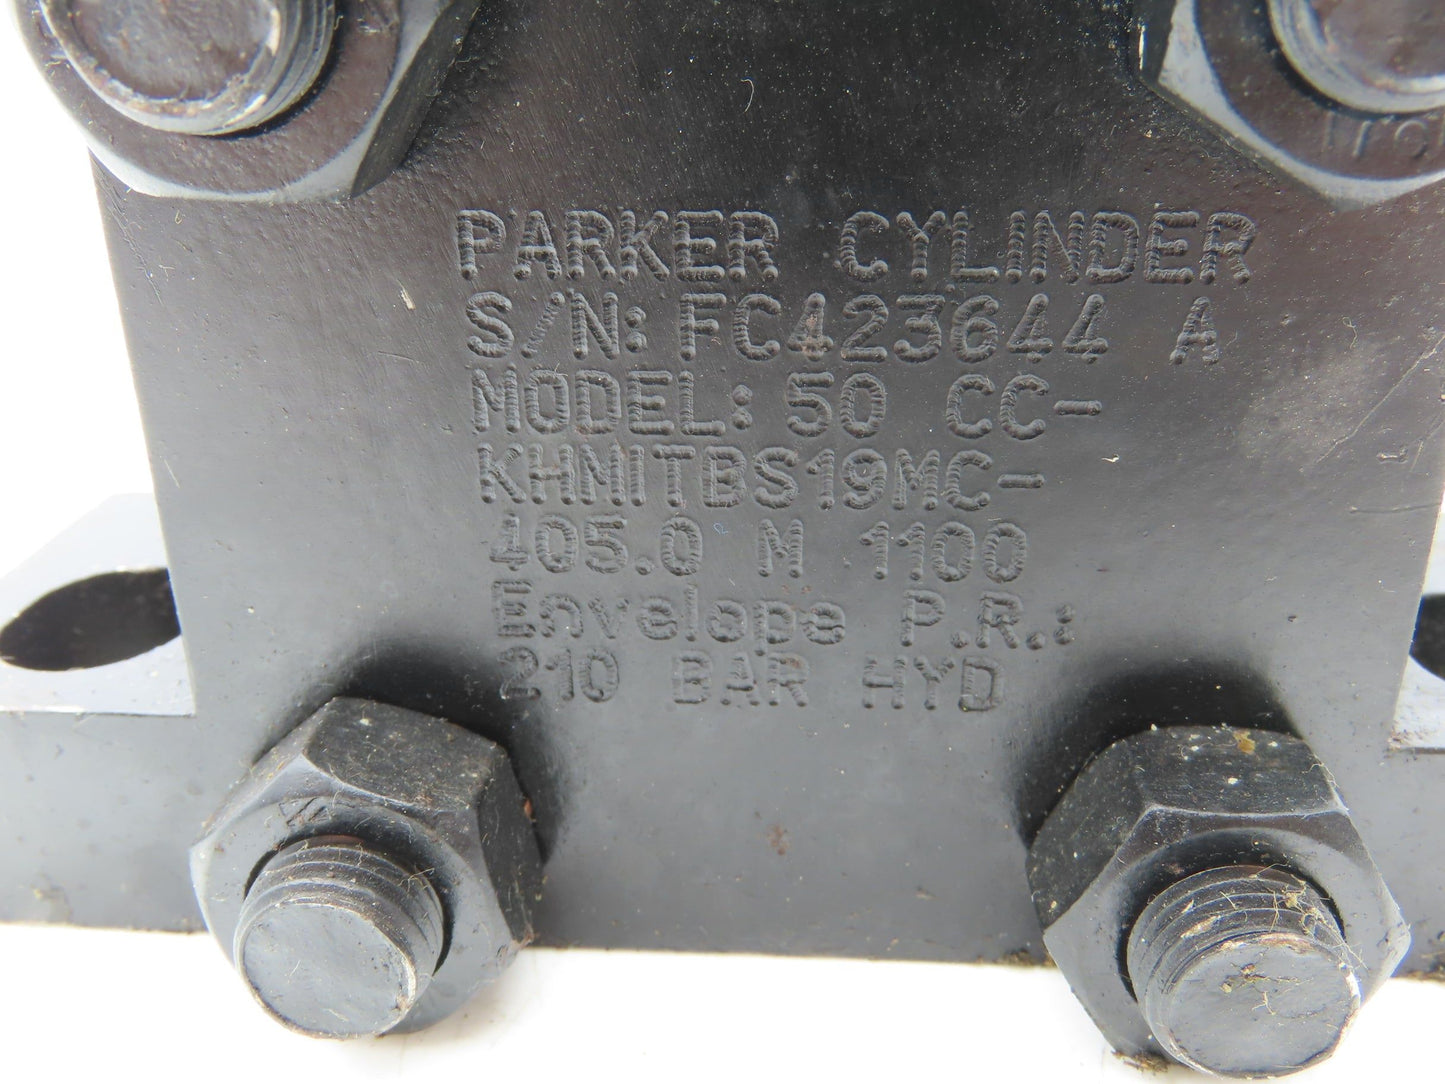 PARKER CYLINDER
S/N: FC423644 A
MODEL: 50 CC-
KHMITBS19MC-
405.0 M 1100
Envelope P.R.:
210 BAR HYD